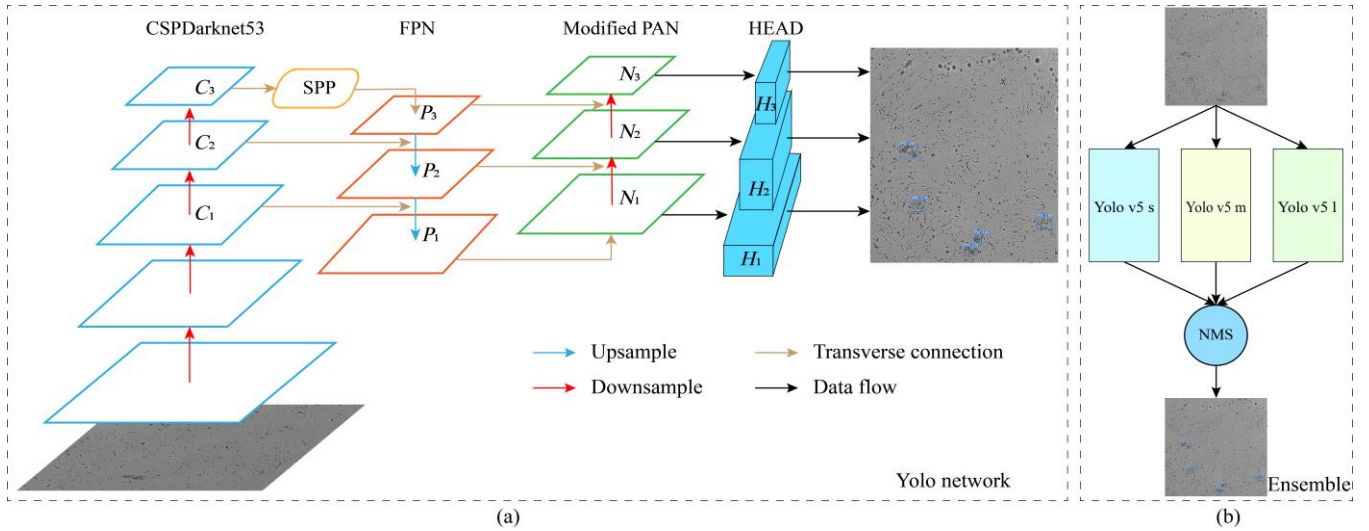 CSPDarknet53 FPN Modified PAN HEAD
C3 SPP P3 N3 H3
C2 P2 N2 H2
C1 P1 N1 H1
Upsample Transverse connection
Downsample Data flow
Yolo network
(a)
Yolo v5 s Yolo v5 m Yolo v5 l
NMS
Ensemble
(b)